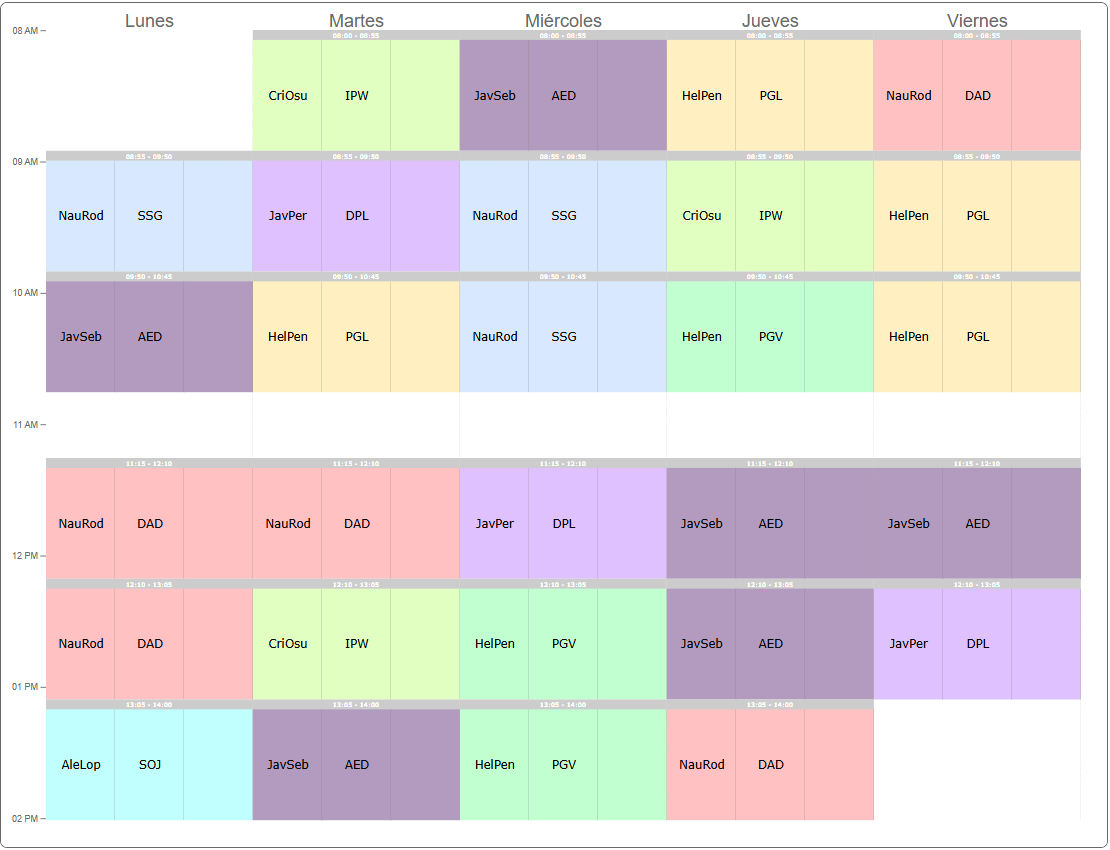 Lunes Martes Miércoles Jueves Viernes
08 AM
08:00 - 08:55 08:00 - 08:55 08:00 - 08:55 08:00 - 08:55
CriOsu IPW JavSeb AED HelPen PGL NauRod DAD
09 AM
08:55 - 09:50 08:55 - 09:50 08:55 - 09:50 08:55 - 09:50 08:55 - 09:50
NauRod SSG JavPer DPL NauRod SSG CriOsu IPW HelPen PGL
09:50 - 10:45 09:50 - 10:45 09:50 - 10:45 09:50 - 10:45 09:50 - 10:45
10 AM
JavSeb AED HelPen PGL NauRod SSG HelPen PGV HelPen PGL
11 AM
11:15 - 12:10 11:15 - 12:10 11:15 - 12:10 11:15 - 12:10 11:15 - 12:10
NauRod DAD NauRod DAD JavPer DPL JavSeb AED JavSeb AED
12 PM
12:10 - 13:05 12:10 - 13:05 12:10 - 13:05 12:10 - 13:05 12:10 - 13:05
NauRod DAD CriOsu IPW HelPen PGV JavSeb AED JavPer DPL
01 PM
13:05 - 14:00 13:05 - 14:00 13:05 - 14:00 13:05 - 14:00
AleLop SOJ JavSeb AED HelPen PGV NauRod DAD
02 PM